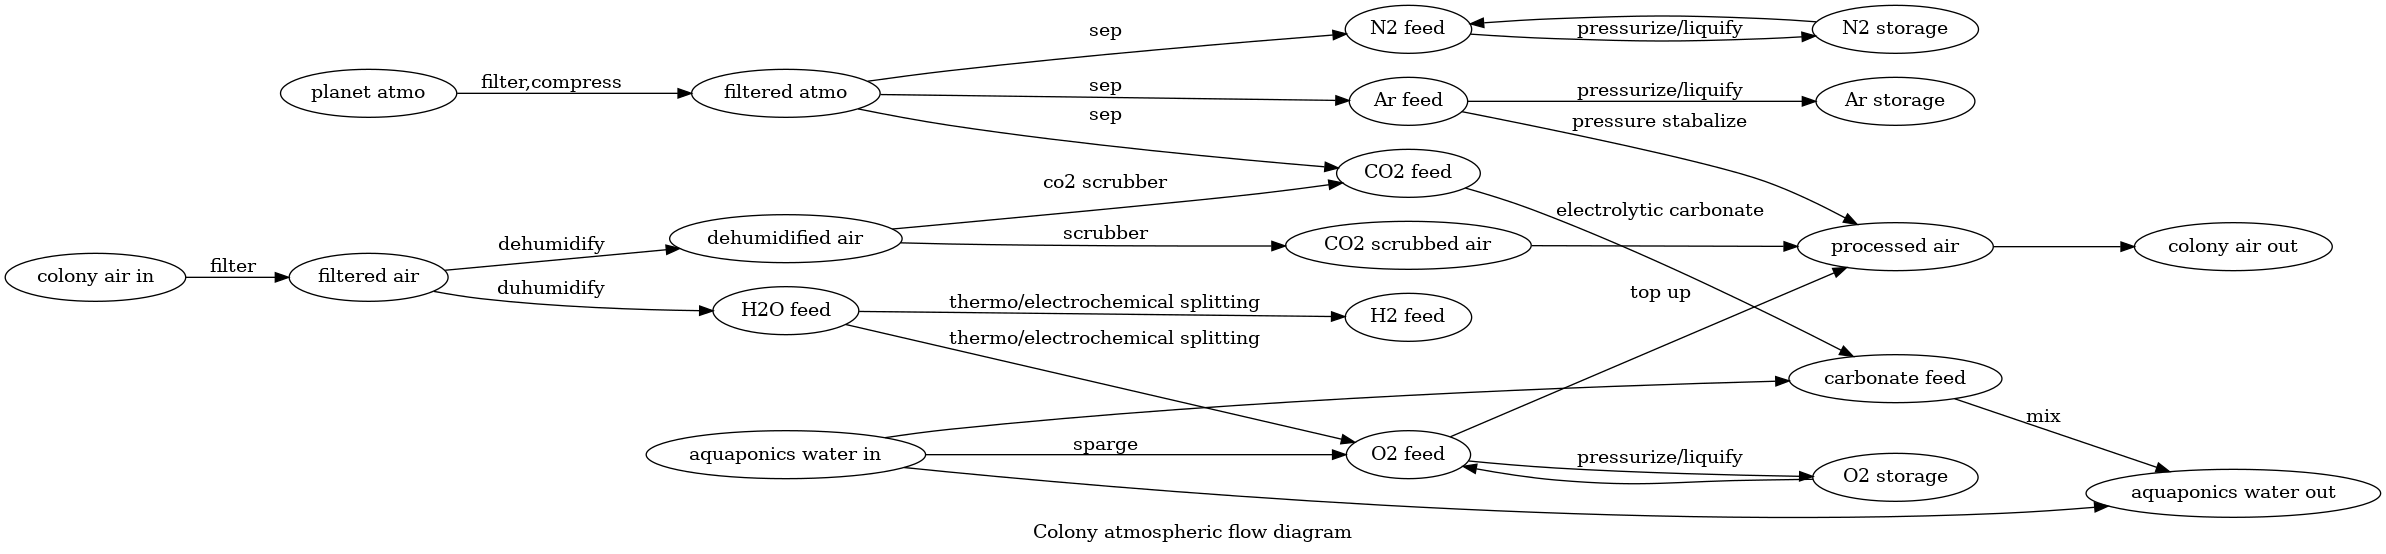 sep
N2 feed
pressurize/liquify
N2 storage
planet atmo
filter,compress
filtered atmo
sep
Ar feed
pressurize/liquify
Ar storage
sep
pressure stabalize
co2 scrubber
CO2 feed
electrolytic carbonate
colony air in
filter
filtered air
dehumidify
dehumidified air
scrubber
CO2 scrubbed air
processed air
colony air out
duhumidify
H2O feed
thermo/electrochemical splitting
H2 feed
top up
thermo/electrochemical splitting
carbonate feed
mix
aquaponics water in
sparge
O2 feed
pressurize/liquify
O2 storage
aquaponics water out
Colony atmospheric flow diagram